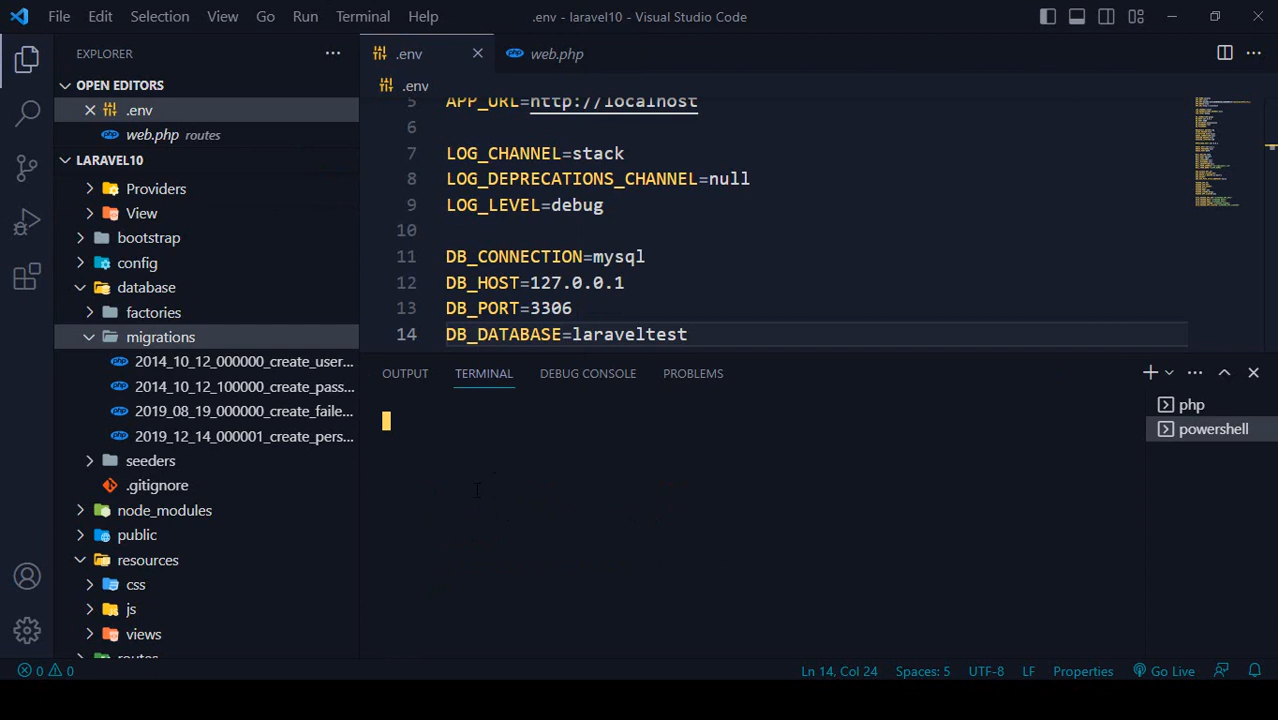 File Edit Selection View Go Run Terminal Help .env - laravel10 - Visual Studio Code
EXPLORER
OPEN EDITORS
.env
web.php routes
LARAVEL10
Providers
View
bootstrap
config
database
factories
migrations
2014_10_12_000000_create_user...
2014_10_12_100000_create_pass...
2019_08_19_000000_create_faile...
2019_12_14_000001_create_pers...
seeders
.gitignore
node_modules
public
resources
css
js
views
routes
.env web.php
.env
5 APP_URL=http://localhost
6
7 LOG_CHANNEL=stack
8 LOG_DEPRECATIONS_CHANNEL=null
9 LOG_LEVEL=debug
10
11 DB_CONNECTION=mysql
12 DB_HOST=127.0.0.1
13 DB_PORT=3306
14 DB_DATABASE=laraveltest
OUTPUT TERMINAL DEBUG CONSOLE PROBLEMS
php
powershell
0 0 Ln 14, Col 24 Spaces: 5 UTF-8 LF Properties Go Live